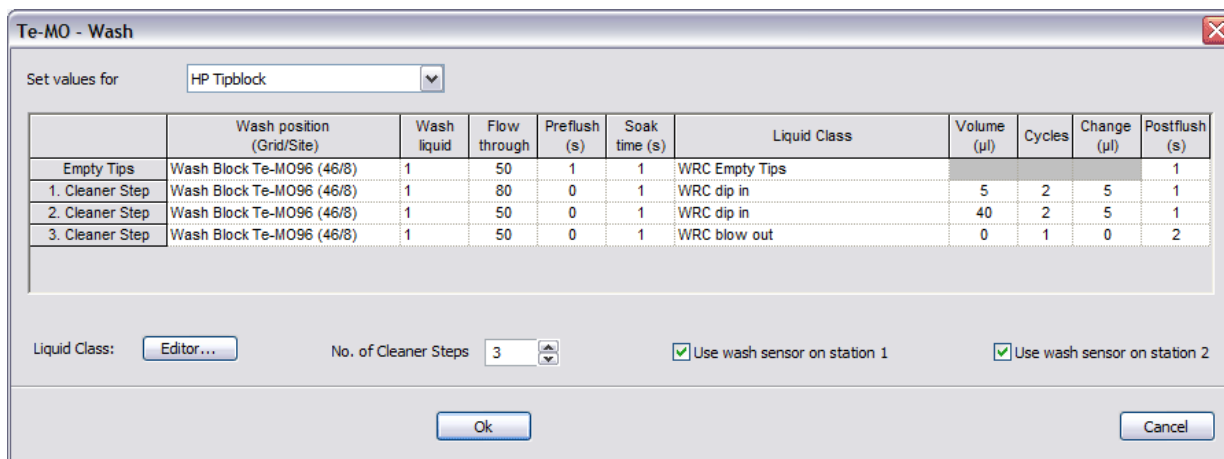 Te-MO - Wash
Set values for HP Tipblock
Wash position (Grid/Site) Wash liquid Flow through Preflush (s) Soak time (s) Liquid Class Volume (µl) Cycles Change (µl) Postflush (s)
Empty Tips Wash Block Te-MO96 (46/8) 1 50 1 1 WRC Empty Tips 1
1. Cleaner Step Wash Block Te-MO96 (46/8) 1 80 0 1 WRC dip in 5 2 5 1
2. Cleaner Step Wash Block Te-MO96 (46/8) 1 50 0 1 WRC dip in 40 2 5 1
3. Cleaner Step Wash Block Te-MO96 (46/8) 1 50 0 1 WRC blow out 0 1 0 2
Liquid Class: Editor... No. of Cleaner Steps 3 Use wash sensor on station 1 Use wash sensor on station 2
Ok Cancel